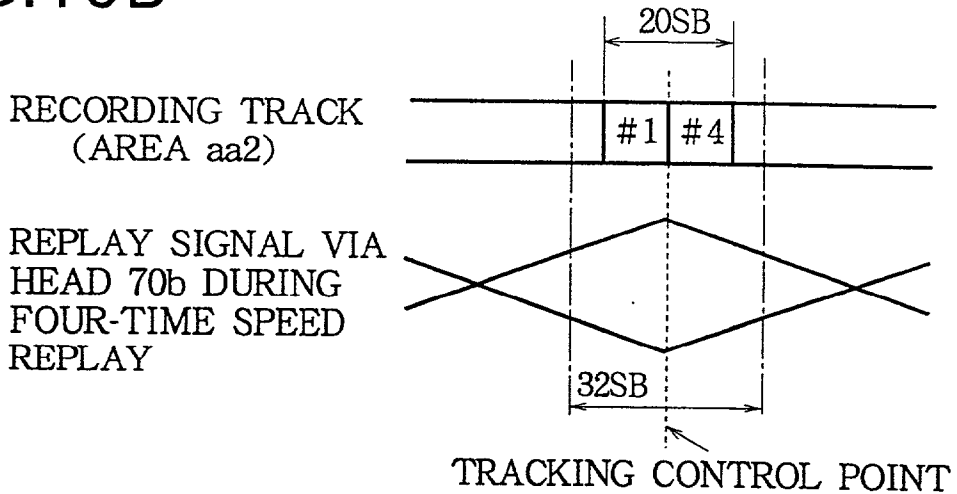 20SB
RECORDING TRACK
(AREA aa2)
#1 #4
REPLAY SIGNAL VIA
HEAD 70b DURING
FOUR-TIME SPEED
REPLAY
32SB
TRACKING CONTROL POINT